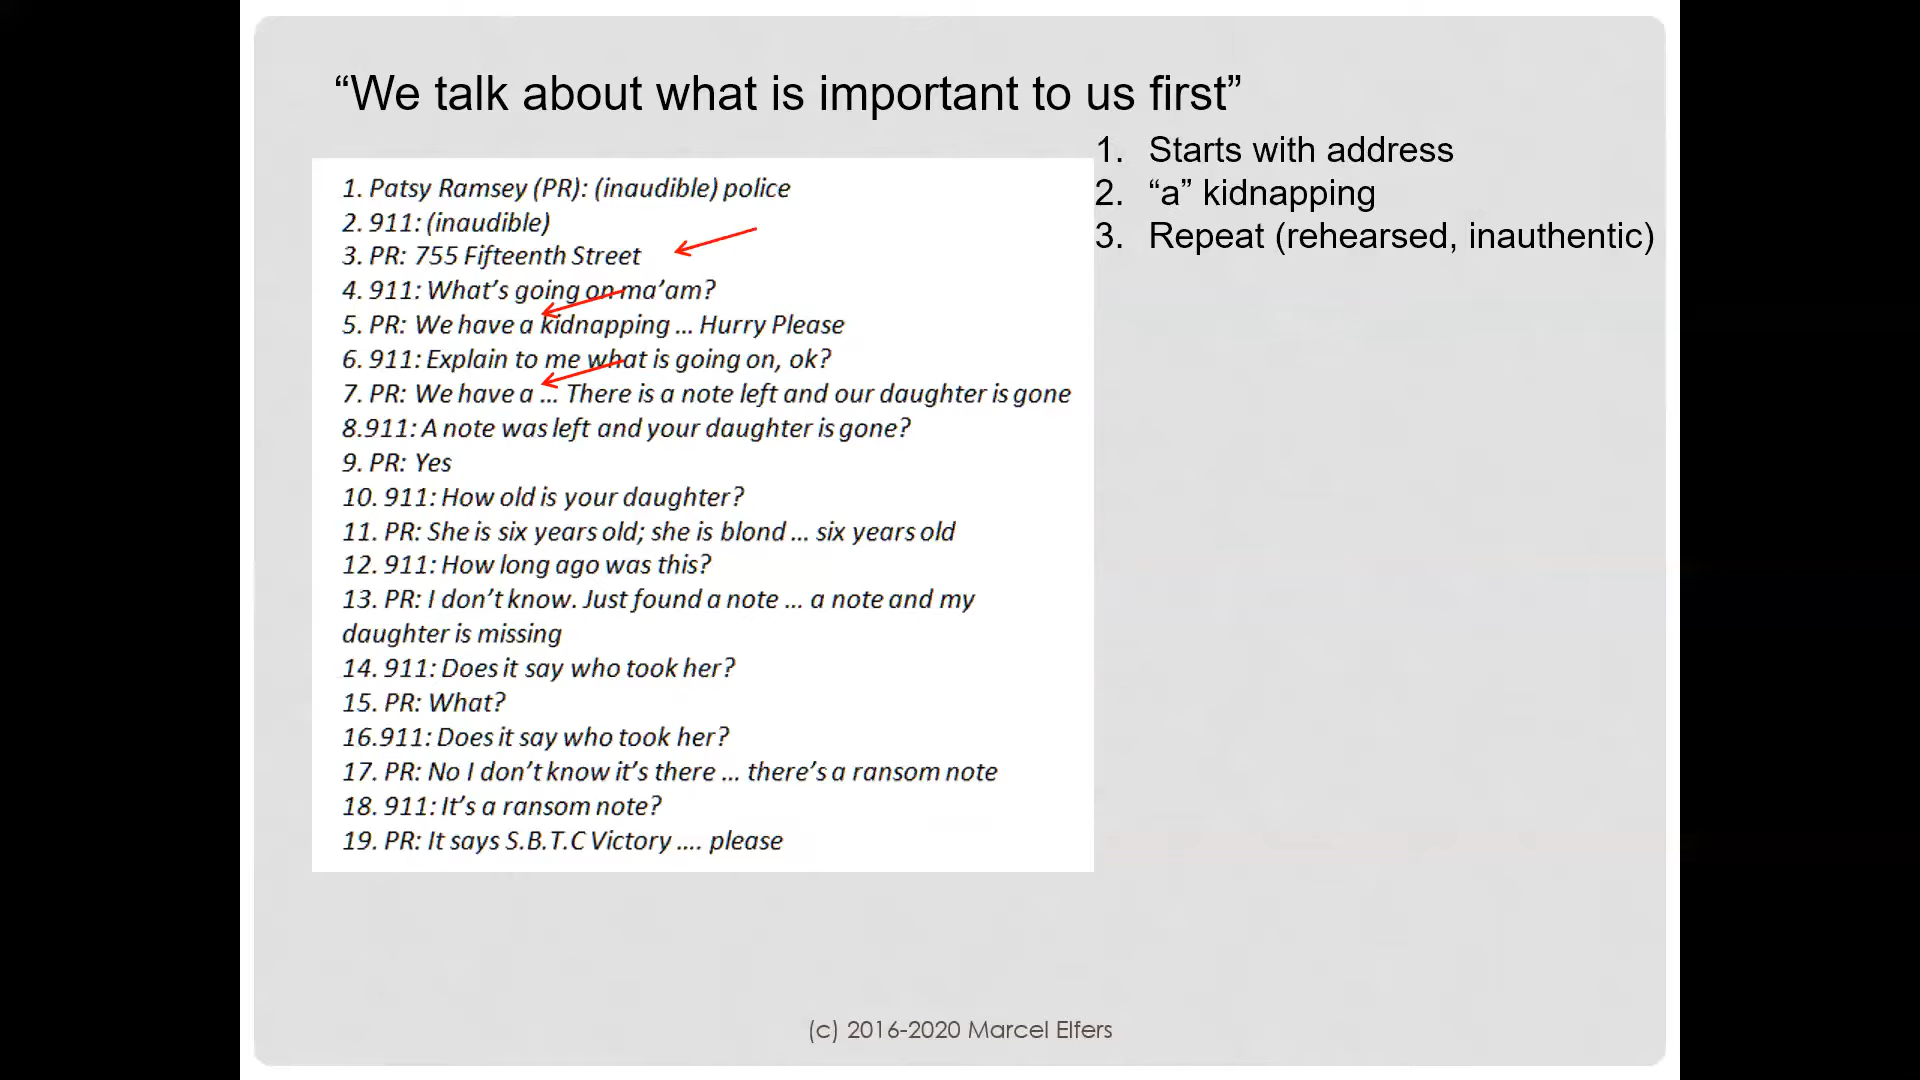 “We talk about what is important to us first”
1. Starts with address
2. “a” kidnapping
3. Repeat (rehearsed, inauthentic)
1. Patsy Ramsey (PR): (inaudible) police
2. 911: (inaudible)
3. PR: 755 Fifteenth Street
4. 911: What’s going on ma’am?
5. PR: We have a kidnapping ... Hurry Please
6. 911: Explain to me what is going on, ok?
7. PR: We have a ... There is a note left and our daughter is gone
8.911: A note was left and your daughter is gone?
9. PR: Yes
10. 911: How old is your daughter?
11. PR: She is six years old; she is blond ... six years old
12. 911: How long ago was this?
13. PR: I don’t know. Just found a note ... a note and my
daughter is missing
14. 911: Does it say who took her?
15. PR: What?
16.911: Does it say who took her?
17. PR: No I don’t know it’s there ... there’s a ransom note
18. 911: It’s a ransom note?
19. PR: It says S.B.T.C Victory .... please
(c) 2016-2020 Marcel Elfers